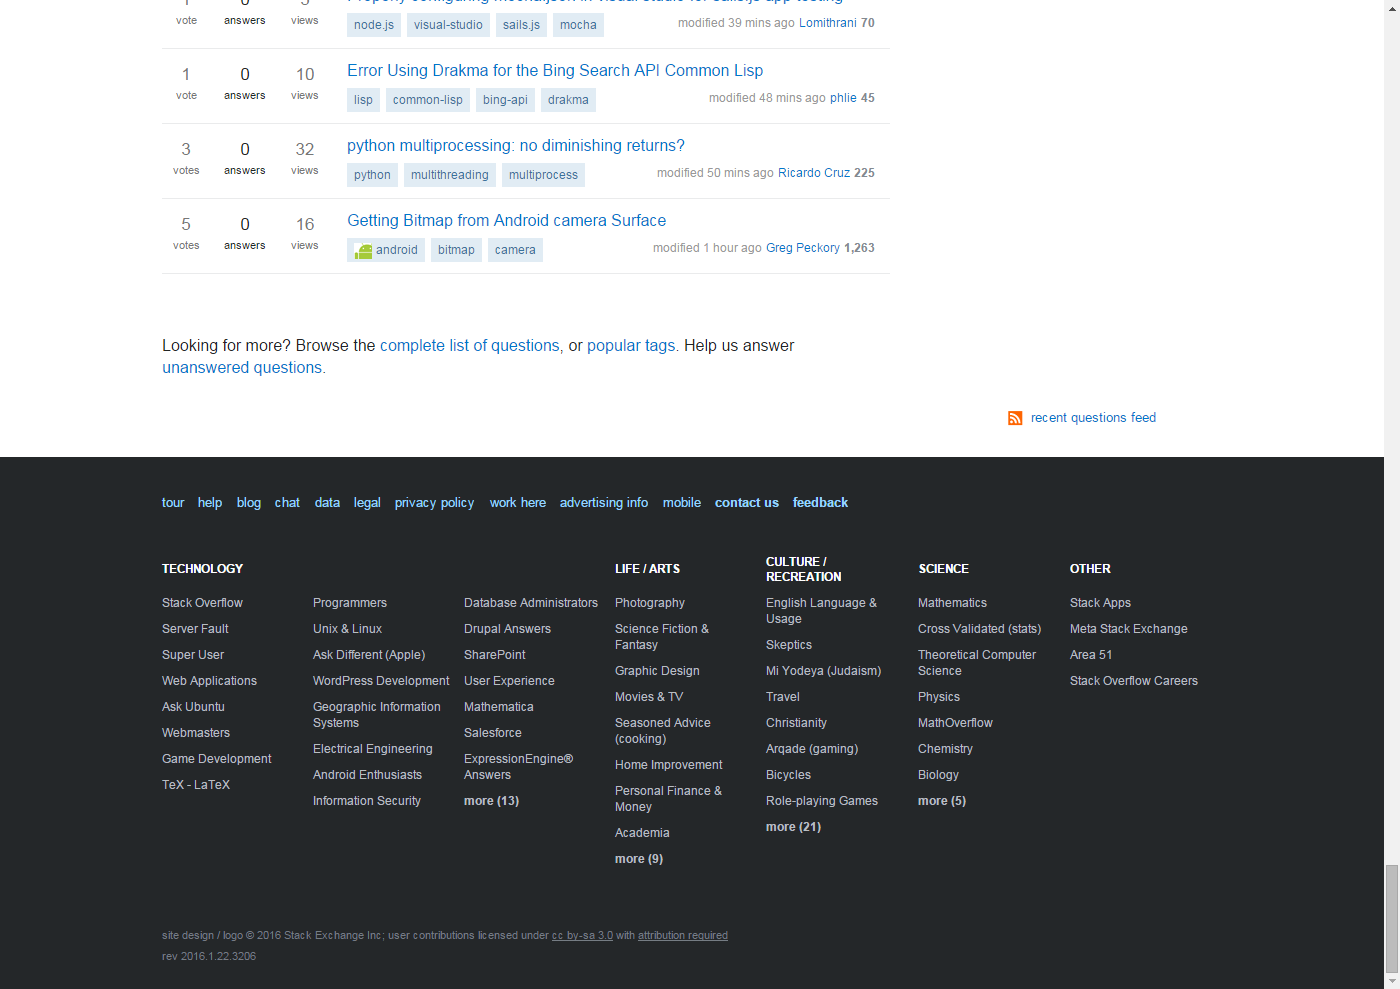 vote answers views
node.js visual-studio sails.js mocha modified 39 mins ago Lomithrani 70
1 0 10 Error Using Drakma for the Bing Search API Common Lisp
vote answers views lisp common-lisp bing-api drakma modified 48 mins ago phlie 45
3 0 32 python multiprocessing: no diminishing returns?
votes answers views python multithreading multiprocess modified 50 mins ago Ricardo Cruz 225
5 0 16 Getting Bitmap from Android camera Surface
votes answers views android bitmap camera modified 1 hour ago Greg Peckory 1,263
Looking for more? Browse the complete list of questions, or popular tags. Help us answer
unanswered questions.
recent questions feed
tour help blog chat data legal privacy policy work here advertising info mobile contact us feedback
TECHNOLOGY
Stack Overflow
Server Fault
Super User
Web Applications
Ask Ubuntu
Webmasters
Game Development
TeX - LaTeX
Programmers
Unix & Linux
Ask Different (Apple)
WordPress Development
Geographic Information
Systems
Electrical Engineering
Android Enthusiasts
Information Security
Database Administrators
Drupal Answers
SharePoint
User Experience
Mathematica
Salesforce
ExpressionEngine®
Answers
more (13)
LIFE / ARTS
Photography
Science Fiction &
Fantasy
Graphic Design
Movies & TV
Seasoned Advice
(cooking)
Home Improvement
Personal Finance &
Money
Academia
more (9)
CULTURE /
RECREATION
English Language &
Usage
Skeptics
Mi Yodeya (Judaism)
Travel
Christianity
Arqade (gaming)
Bicycles
Role-playing Games
more (21)
SCIENCE
Mathematics
Cross Validated (stats)
Theoretical Computer
Science
Physics
MathOverflow
Chemistry
Biology
more (5)
OTHER
Stack Apps
Meta Stack Exchange
Area 51
Stack Overflow Careers
site design / logo © 2016 Stack Exchange Inc; user contributions licensed under cc by-sa 3.0 with attribution required
rev 2016.1.22.3206